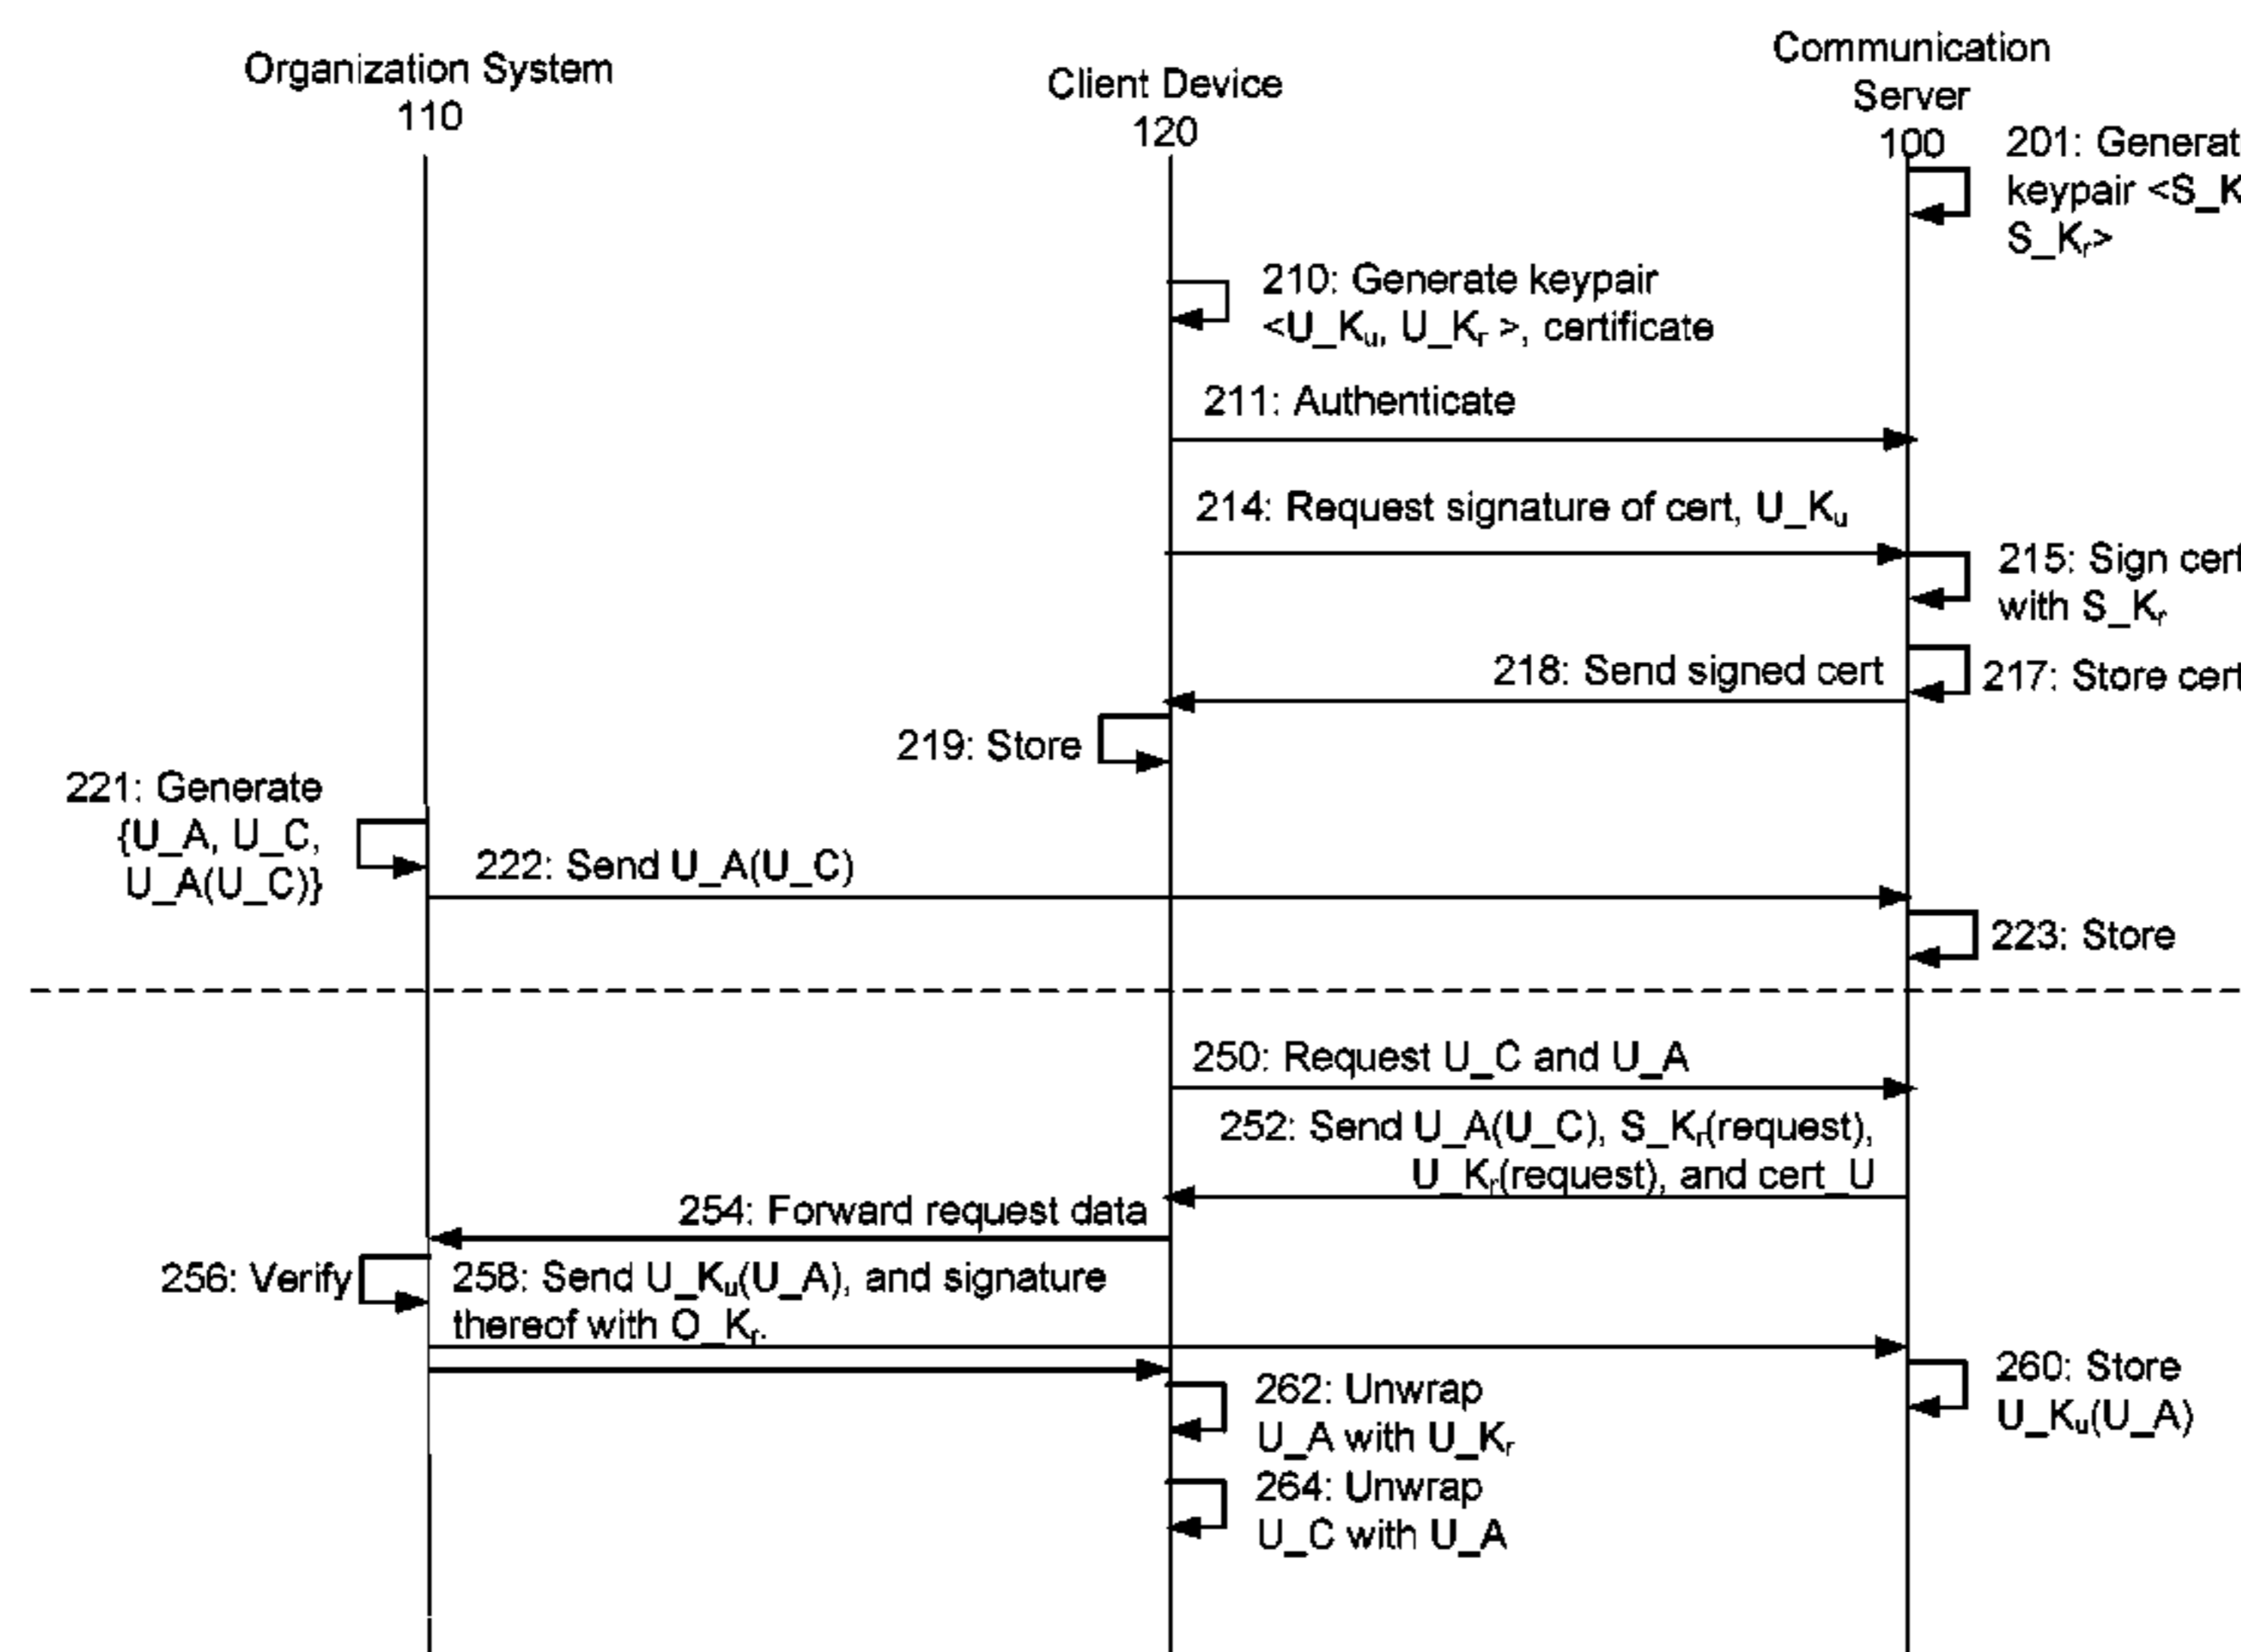 Organization System
110
Client Device
120
Communication
Server
100
201: Generat
keypair <S_K
S_Kᵣ>
210: Generate keypair
<U_Kᵤ, U_Kᵣ >, certificate
211: Authenticate
214: Request signature of cert, U_Kᵤ
215: Sign cert
with S_Kᵣ
218: Send signed cert
217: Store cert
219: Store
221: Generate
{U_A, U_C,
U_A(U_C)}
222: Send U_A(U_C)
223: Store
250: Request U_C and U_A
252: Send U_A(U_C), S_Kᵣ(request),
U_Kᵣ(request), and cert_U
254: Forward request data
256: Verify
258: Send U_Kᵤ(U_A), and signature
thereof with O_Kᵣ.
260: Store
U_Kᵤ(U_A)
262: Unwrap
U_A with U_Kᵣ
264: Unwrap
U_C with U_A